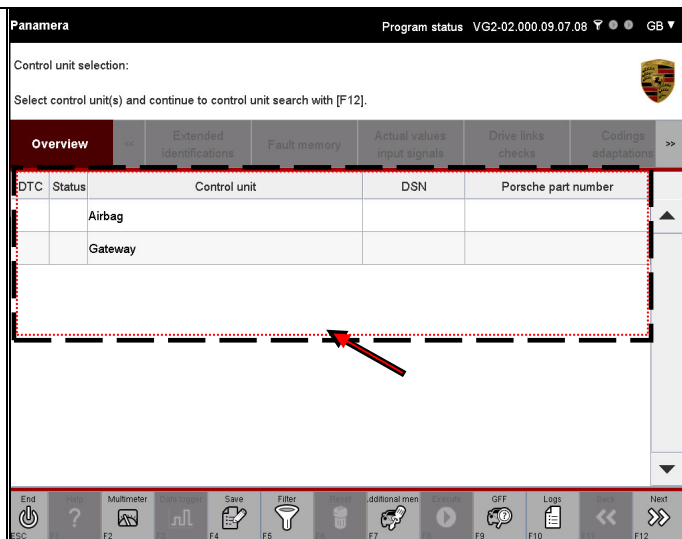 Panamera Program status VG2-02.000.09.07.08 GB
Control unit selection:
Select control unit(s) and continue to control unit search with [F12].
Overview << Extended identifications Fault memory Actual values input signals Drive links checks Codings adaptations >>
DTC Status Control unit DSN Porsche part number
Airbag
Gateway
End Help Multimeter Data logger Save Filter Reset dditional men Execute GFF Logs Back Next
ESC F1 F2 F3 F4 F5 F6 F7 F8 F9 F10 F11 F12